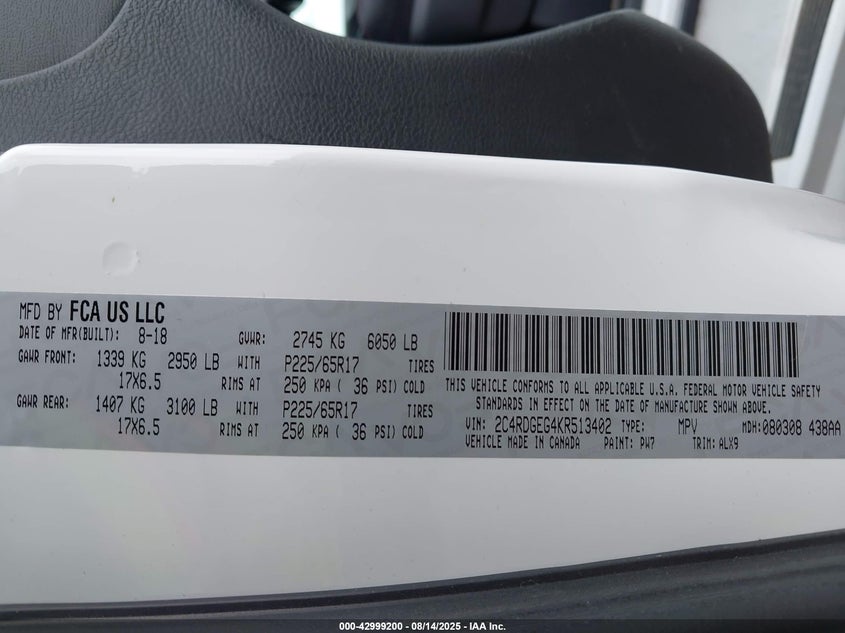 MFD BY FCA US LLC
DATE OF MFR(BUILT): 8-18 GVWR: 2745 KG 6050 LB
GAWR FRONT: 1339 KG 2950 LB WITH P225/65R17 TIRES
17X6.5 RIMS AT 250 KPA ( 36 PSI) COLD
GAWR REAR: 1407 KG 3100 LB WITH P225/65R17 TIRES
17X6.5 RIMS AT 250 KPA ( 36 PSI) COLD
THIS VEHICLE CONFORMS TO ALL APPLICABLE U.S.A. FEDERAL MOTOR VEHICLE SAFETY
STANDARDS IN EFFECT ON THE DATE OF MANUFACTURE SHOWN ABOVE.
VIN: 2C4RDGEG4KR513402 TYPE: MPV MDH: 080308 438AA
VEHICLE MADE IN CANADA PAINT: PW7 TRIM: ALX9
000-42999200 - 08/14/2025 - IAA Inc.